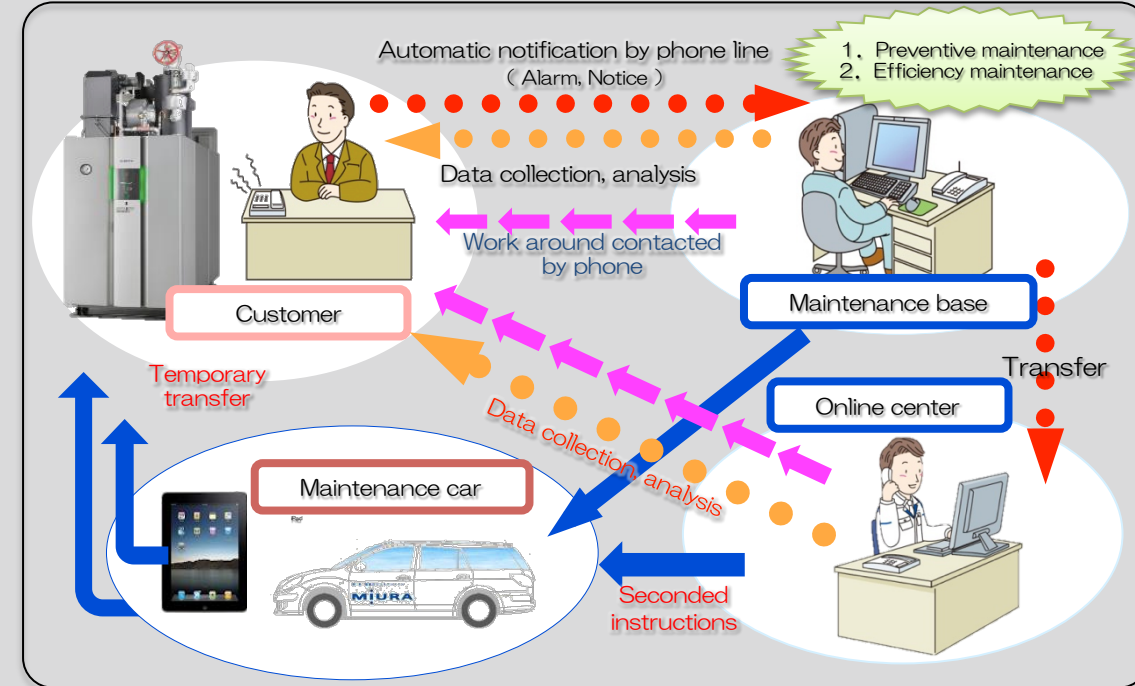 Automatic notification by phone line
( Alarm, Notice )
1. Preventive maintenance
2. Efficiency maintenance
Data collection, analysis
Work around contacted
by phone
Customer
Maintenance base
Temporary
transfer
Transfer
Online center
Data collection, analysis
Maintenance car
MIURA
Seconded
instructions